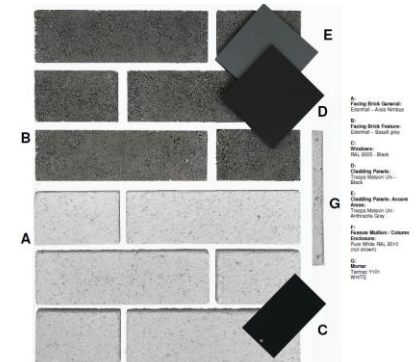 E
D
B
G
A
C
A:
Facing Brick General:
Edenhall - Aisla Nimbus
B:
Facing Brick Feature:
Edenhall - Basalt grey
C:
Windows:
RAL 9005 - Black
D:
Cladding Panels:
Trespa Meteon Uni -
Black
E:
Cladding Panels: Accent
Areas:
Trespa Meteon Uni -
Anthracite Grey
F:
Feature Mullion / Column
Enclosure:
Pure White RAL 9010
(not shown)
G:
Mortar
Tarmac Y101
WHITE